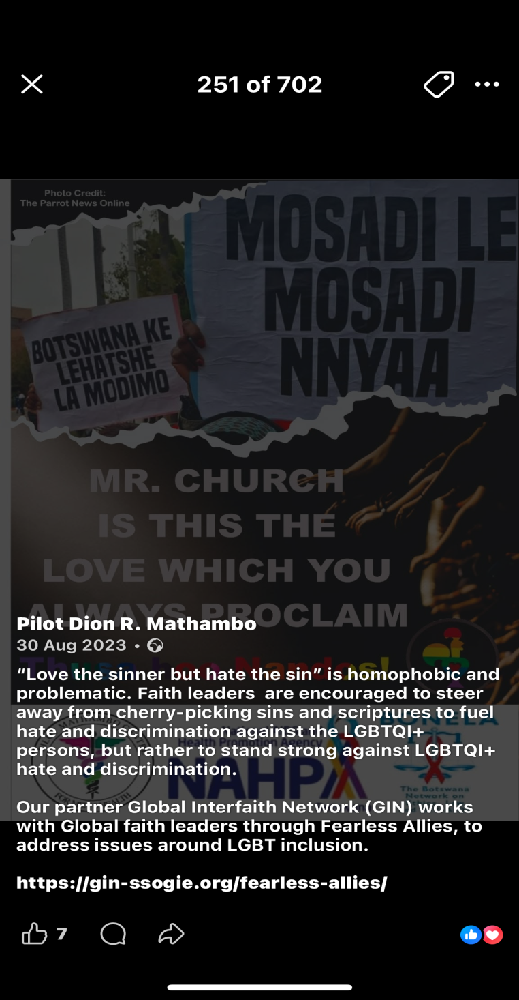 251 of 702
Photo Credit:
The Parrot News Online
MOSADI LE
MOSADI
NNYAA
BOTSWANA KE
LEHATSHE
LA MODIMO
MR. CHURCH
IS THIS THE
LOVE WHICH YOU
ALWAYS PROCLAIM
Pilot Dion R. Mathambo
30 Aug 2023 •
“Love the sinner but hate the sin” is homophobic and
problematic. Faith leaders  are encouraged to steer
away from cherry-picking sins and scriptures to fuel
hate and discrimination against the LGBTQI+
persons, but rather to stand strong against LGBTQI+
hate and discrimination.
Our partner Global Interfaith Network (GIN) works
with Global faith leaders through Fearless Allies, to
address issues around LGBT inclusion.
https://gin-ssogie.org/fearless-allies/
Health Promotion Agency
NAHPA
BONELA
The Botswana
Network on
7